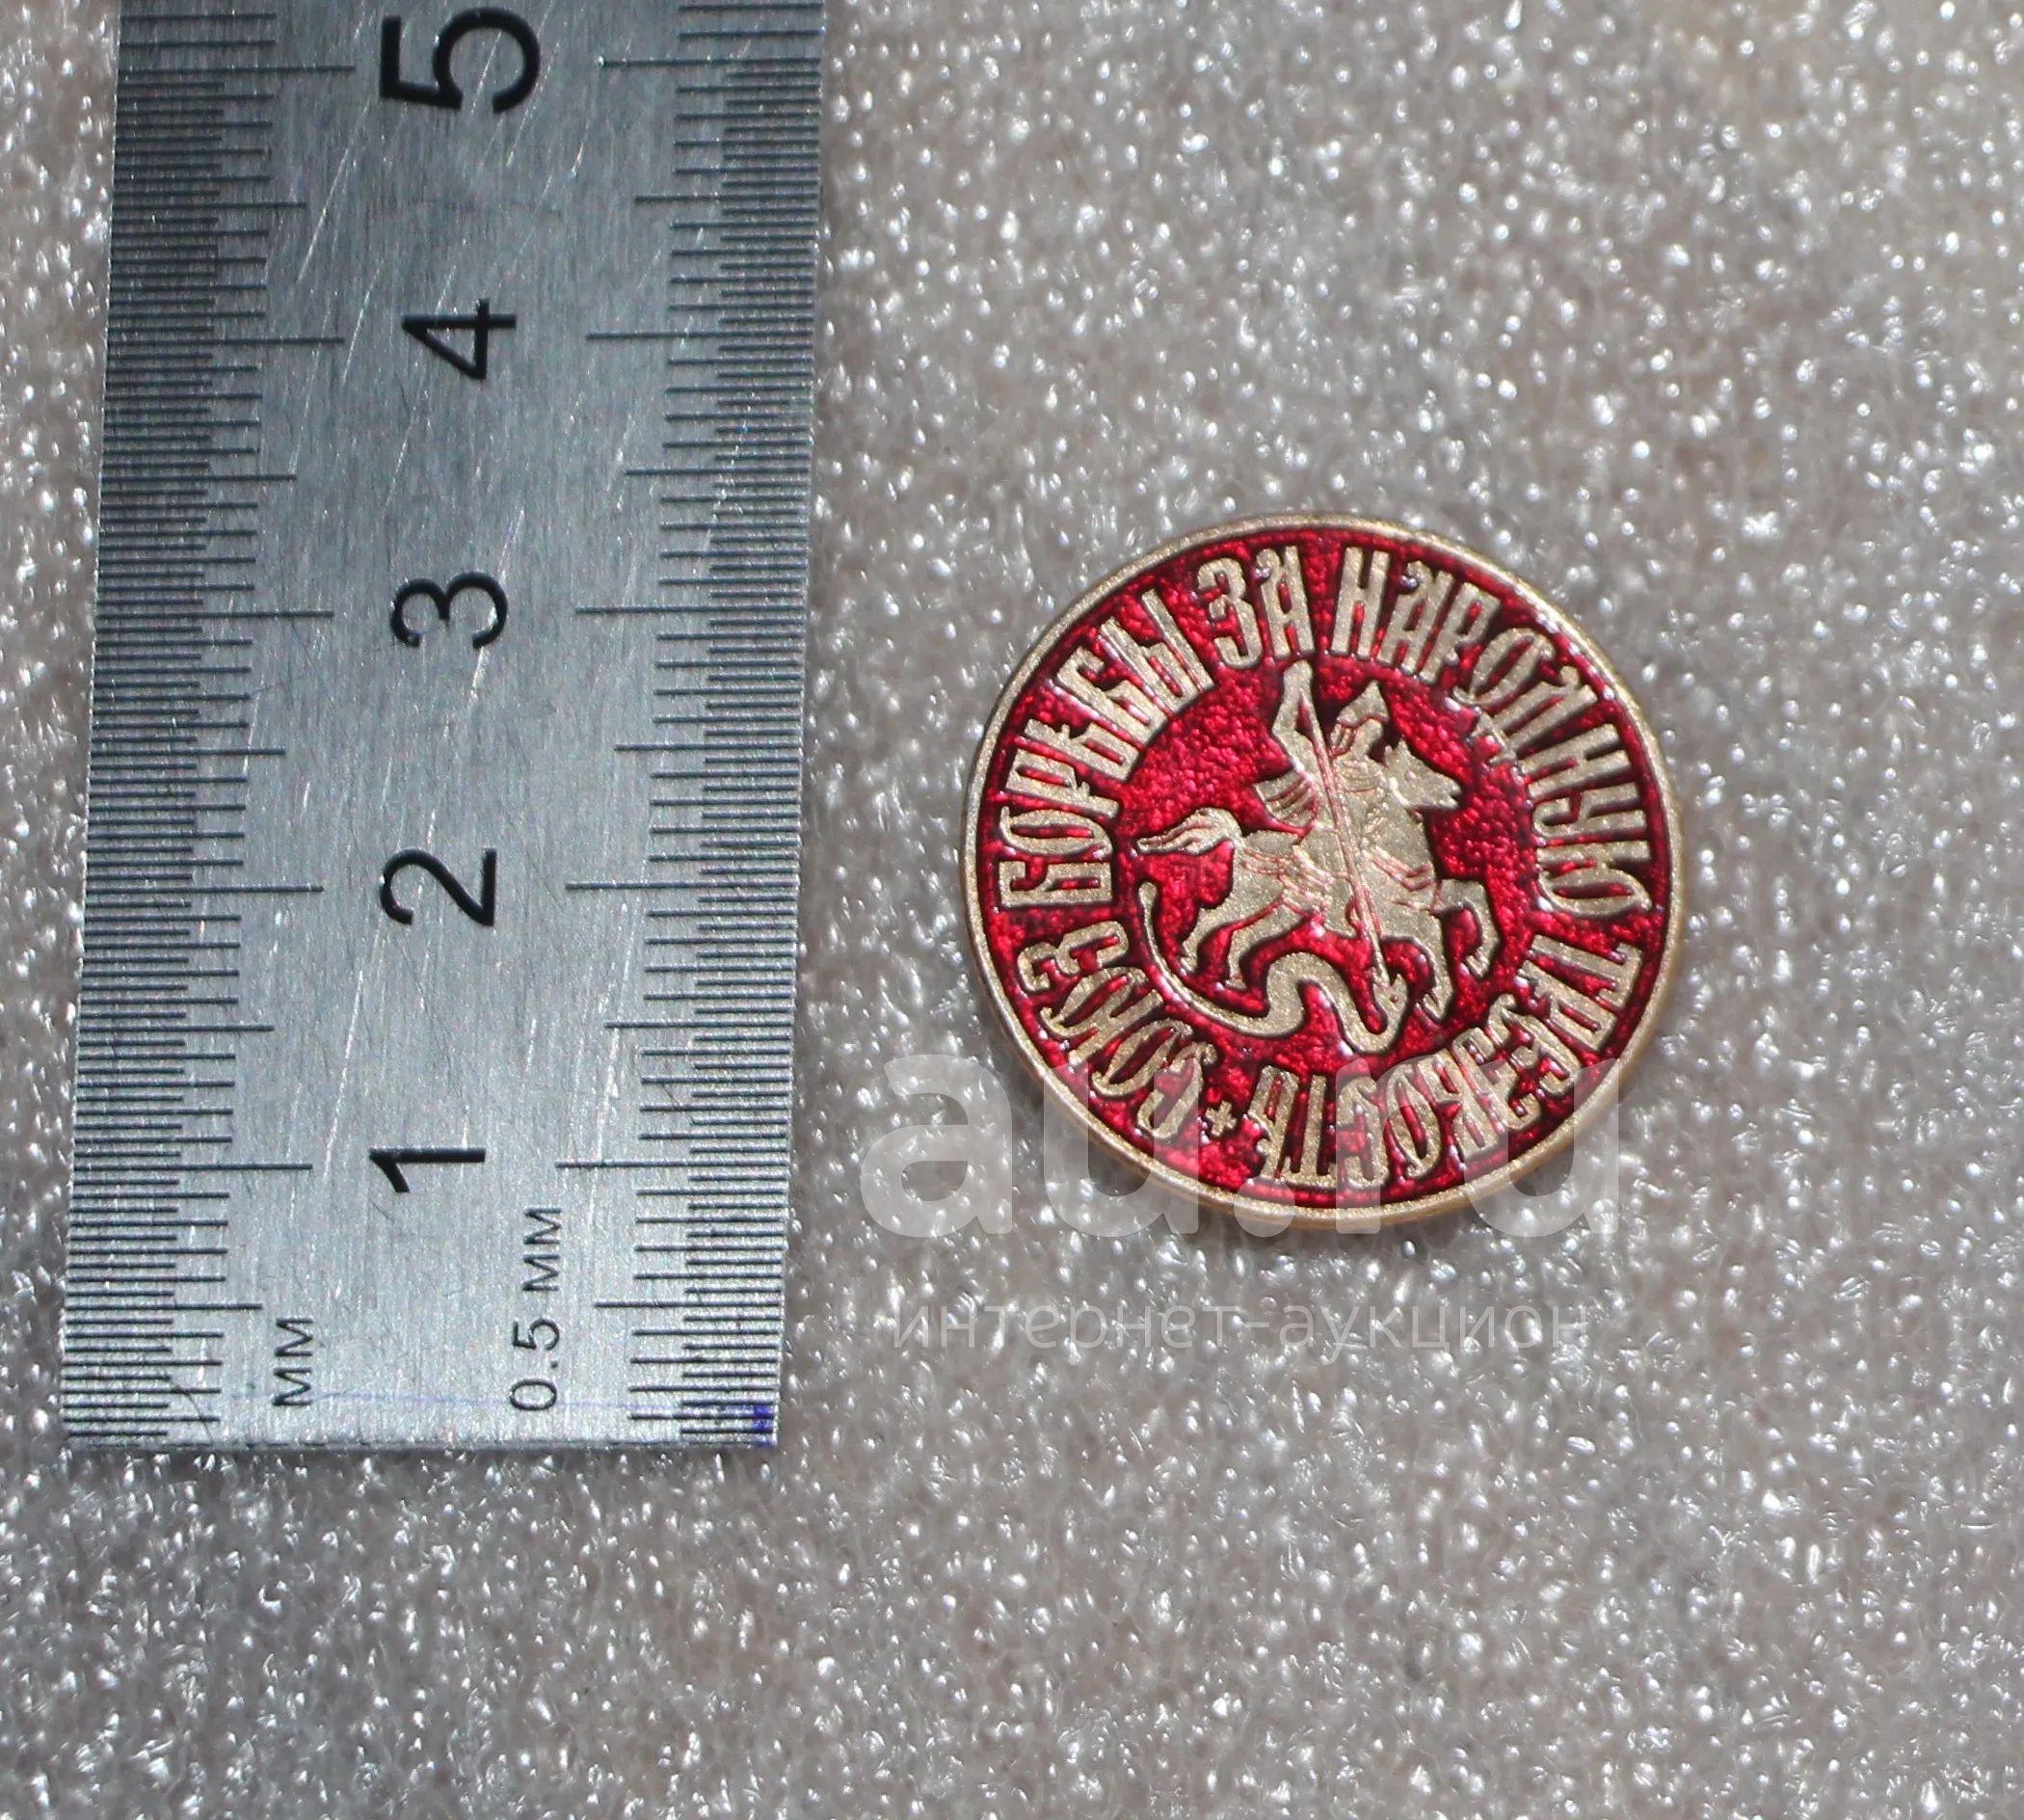 5
4
3
2
1
мм
0.5 мм
СОЮЗ БОРЬБЫ ЗА НАРОДНУЮ ТРЕЗВОСТЬ +
au.ru
интернет-аукцион